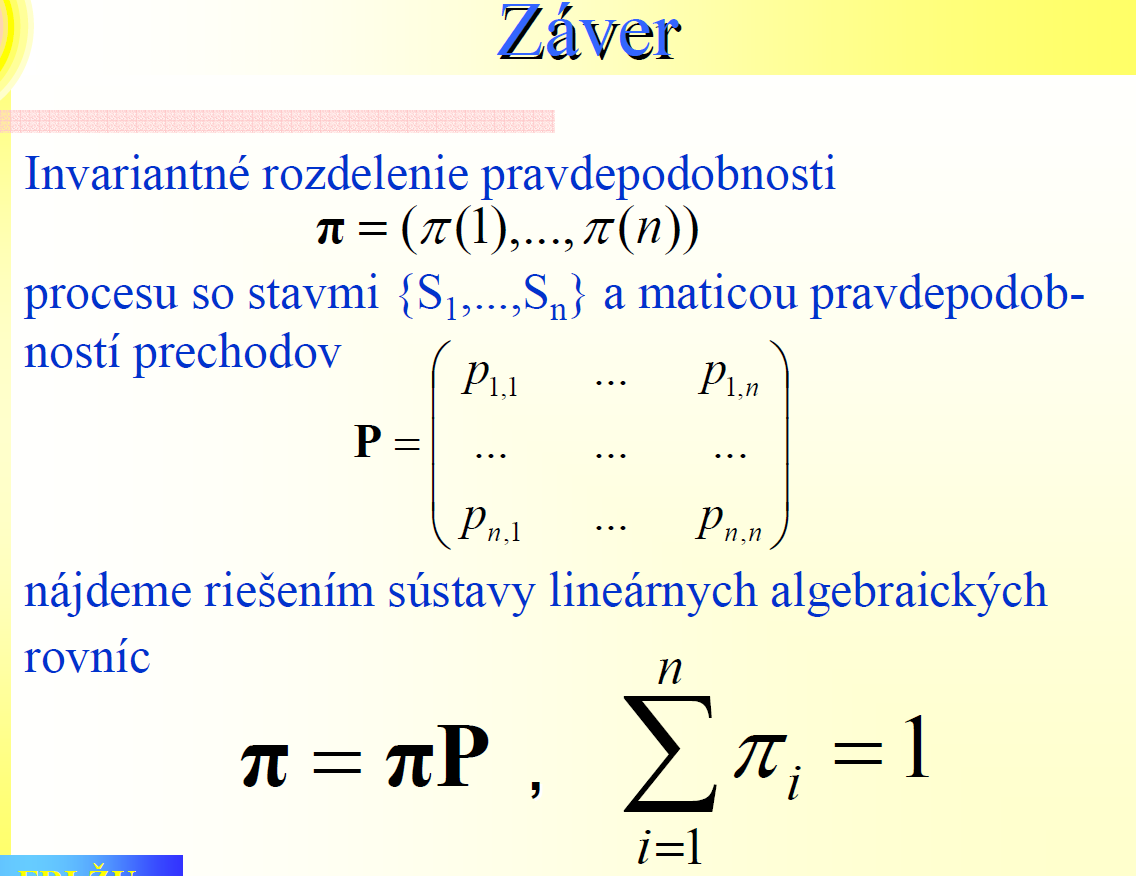 Záver
Invariantné rozdelenie pravdepodobnosti
π = (π(1),...,π(n))
procesu so stavmi {S₁,...,Sₙ} a maticou pravdepodob-
ností prechodov
P = ( p₁,₁ ... p₁,ₙ
... ... ...
pₙ,₁ ... pₙ,ₙ )
nájdeme riešením sústavy lineárnych algebraických
rovníc
π = πP , ∑ᵢ₌₁ⁿ πᵢ = 1